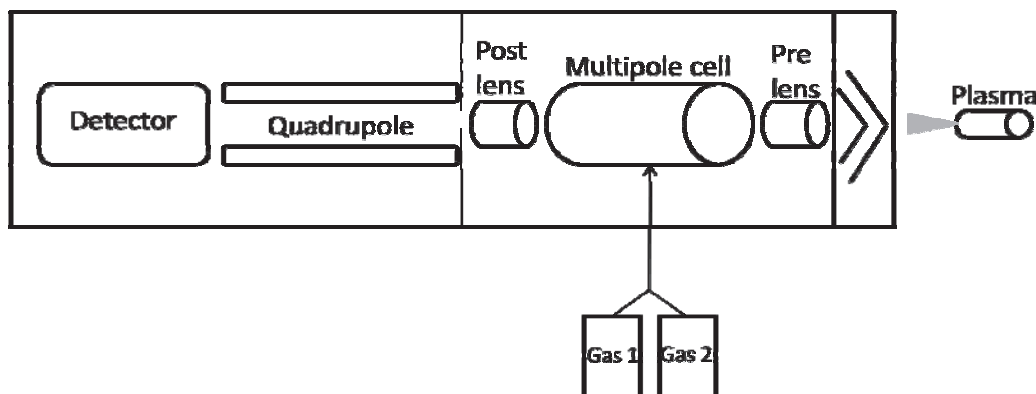 Detector
Quadrupole
Post
lens
Multipole cell
Pre
lens
Plasma
Gas 1
Gas 2